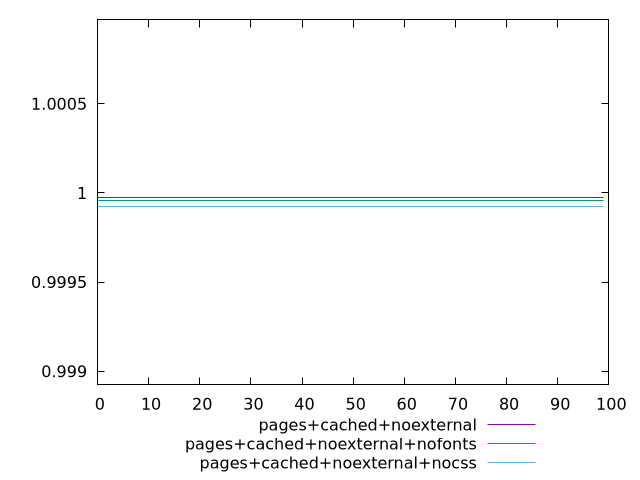 1.0005
1
0.9995
0.999
0 10 20 30 40 50 60 70 80 90 100
pages+cached+noexternal
pages+cached+noexternal+nofonts
pages+cached+noexternal+nocss